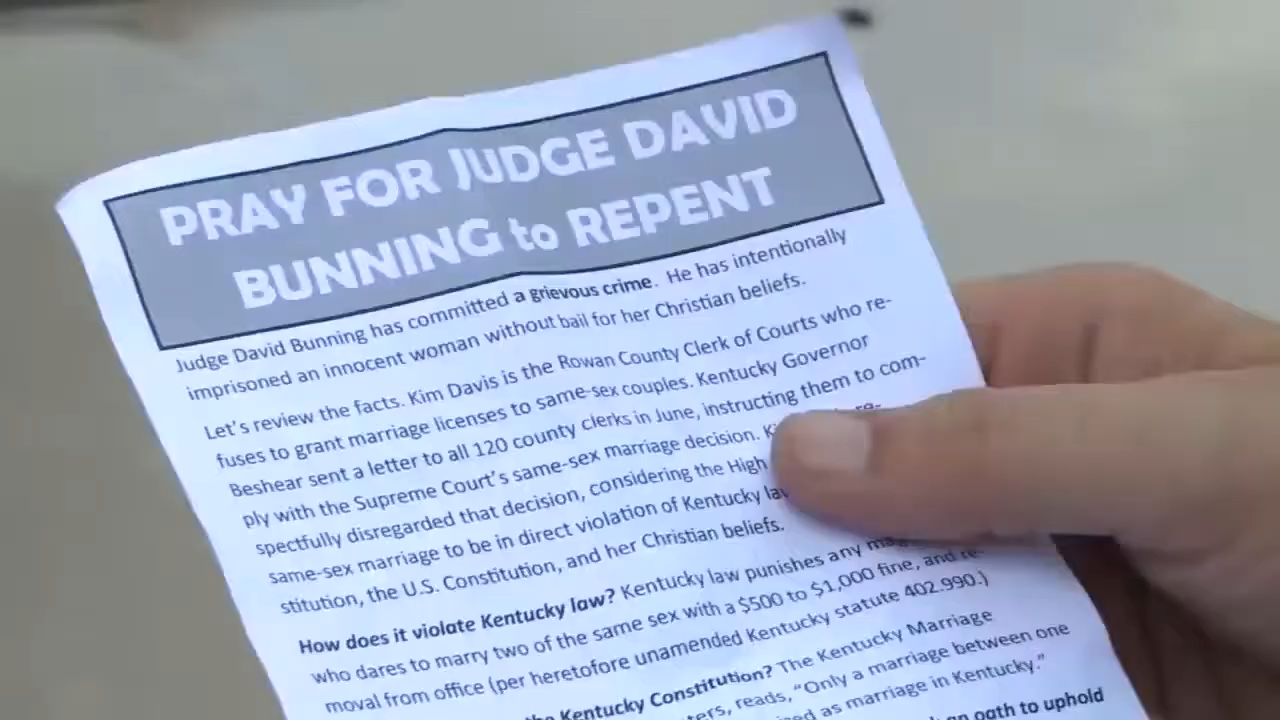 PRAY FOR JUDGE DAVID
BUNNING to REPENT
Judge David Bunning has committed a grievous crime. He has intentionally
imprisoned an innocent woman without bail for her Christian beliefs.
Let's review the facts. Kim Davis is the Rowan County Clerk of Courts who re-
fuses to grant marriage licenses to same-sex couples. Kentucky Governor
Beshear sent a letter to all 120 county clerks in June, instructing them to com-
ply with the Supreme Court's same-sex marriage decision. re-
spectfully disregarded that decision, considering the High
same-sex marriage to be in direct violation of Kentucky law
stitution, the U.S. Constitution, and her Christian beliefs.
How does it violate Kentucky law? Kentucky law punishes any
who dares to marry two of the same sex with a $500 to $1,000 fine, and re-
moval from office (per heretofore unamended Kentucky statute 402.990.)
the Kentucky Constitution? The Kentucky Marriage
reads, "Only a marriage between one
as marriage in Kentucky."
an oath to uphold